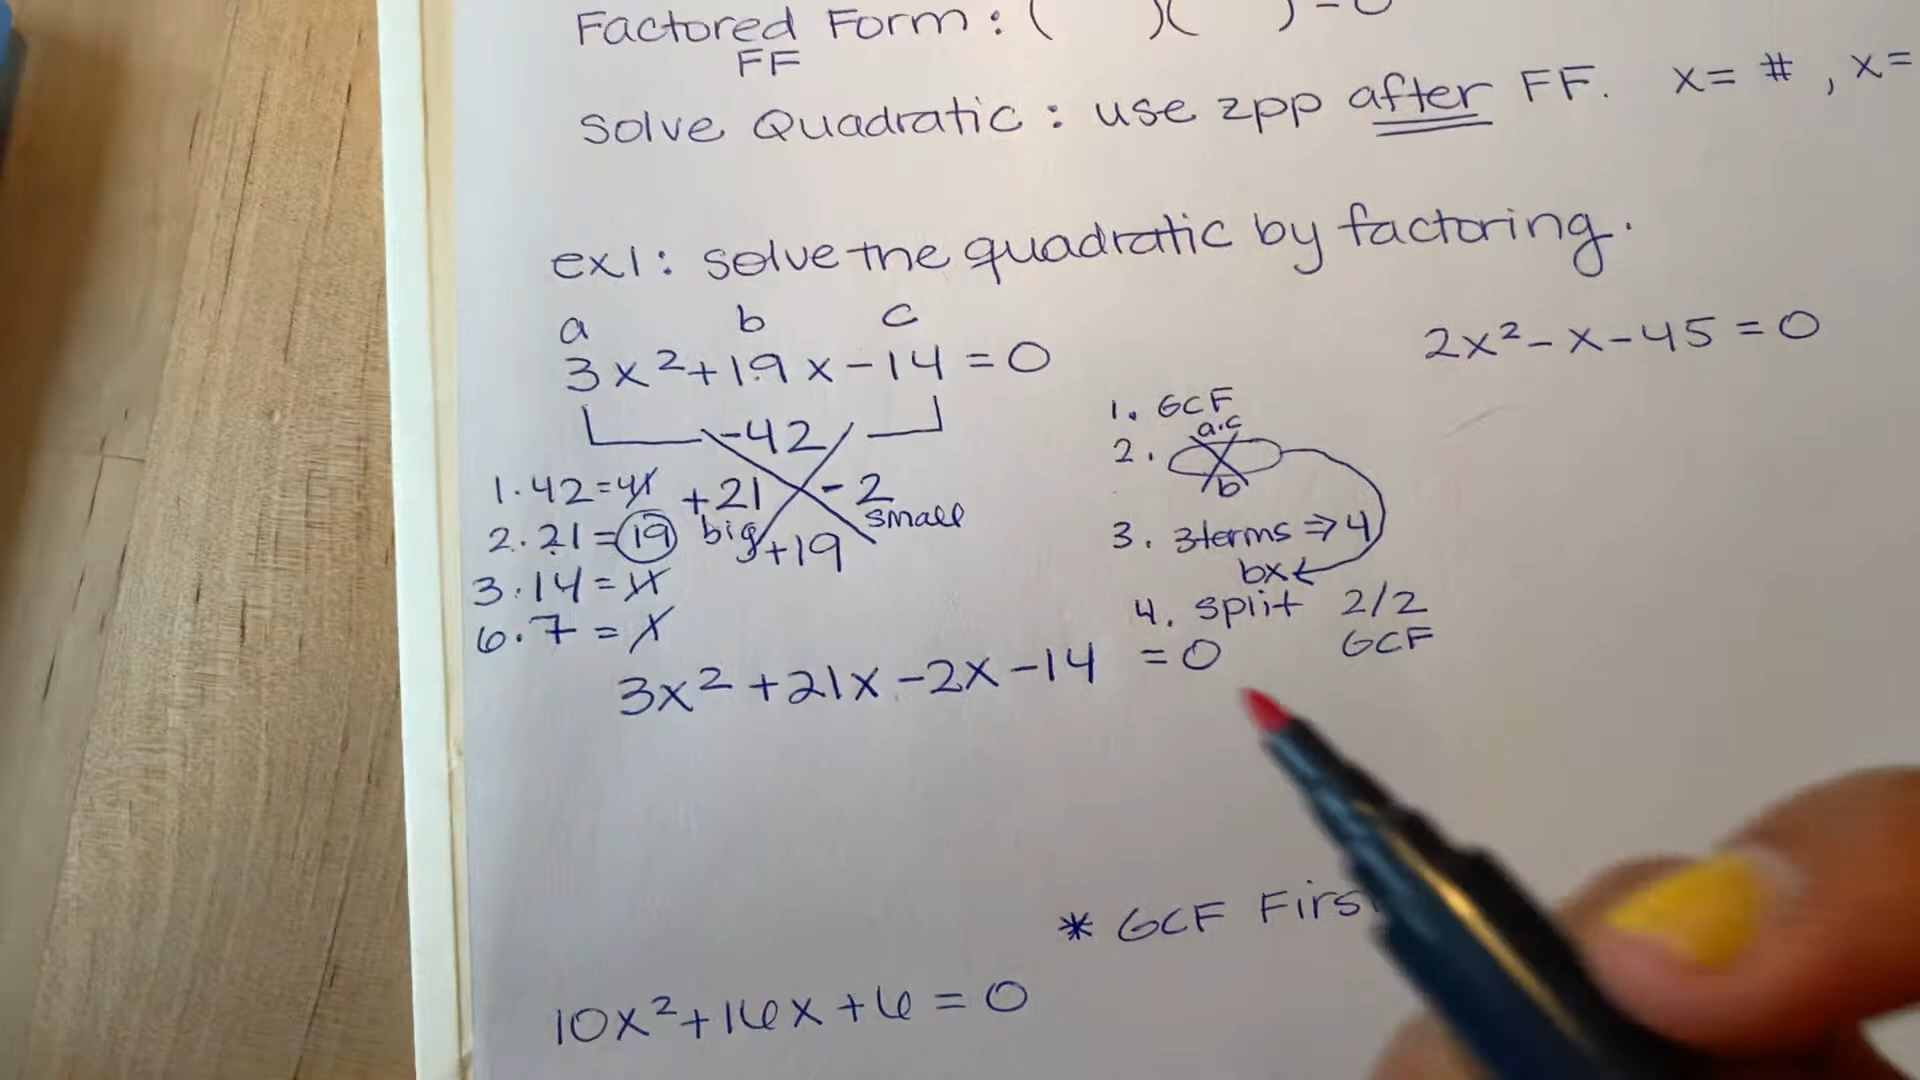 Factored Form : ( )( ) = 0
FF
Solve Quadratic : use zpp after FF. x= # , x=
ex1: solve the quadratic by factoring.
a b c
3x²+19x-14=0
2x²-x-45=0
-42
1. GCF
2. a.c
b
1.42=41 +21 -2
big small
2.21=19 +19
3. 3terms ⇒ 4
bx
3.14=11
4. split 2/2
GCF
6.7=1
3x²+21x-2x-14 =0
* GCF Firs
10x²+16x+6=0